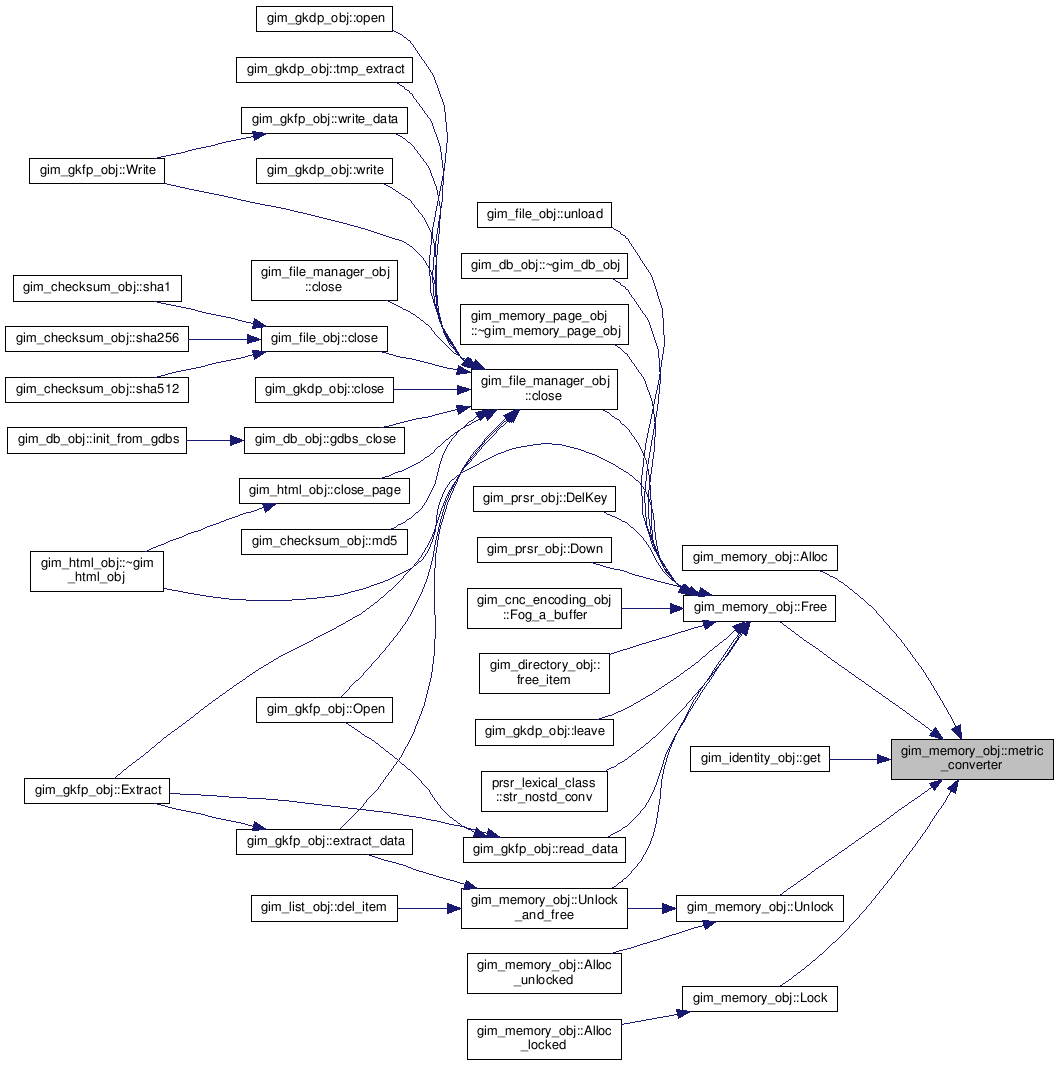 gim_gkdp_obj::open
gim_gkdp_obj::tmp_extract
gim_gkfp_obj::write_data
gim_gkfp_obj::Write
gim_gkdp_obj::write
gim_file_obj::unload
gim_db_obj::~gim_db_obj
gim_file_manager_obj
::close
gim_checksum_obj::sha1
gim_memory_page_obj
::~gim_memory_page_obj
gim_checksum_obj::sha256
gim_file_obj::close
gim_checksum_obj::sha512
gim_gkdp_obj::close
gim_file_manager_obj
::close
gim_db_obj::init_from_gdbs
gim_db_obj::gdbs_close
gim_html_obj::close_page
gim_prsr_obj::DelKey
gim_checksum_obj::md5
gim_prsr_obj::Down
gim_memory_obj::Alloc
gim_html_obj::~gim
_html_obj
gim_cnc_encoding_obj
::Fog_a_buffer
gim_memory_obj::Free
gim_directory_obj::
free_item
gim_gkfp_obj::Open
gim_gkdp_obj::leave
gim_identity_obj::get
gim_memory_obj::metric
_converter
gim_gkfp_obj::Extract
prsr_lexical_class
::str_nostd_conv
gim_gkfp_obj::extract_data
gim_gkfp_obj::read_data
gim_list_obj::del_item
gim_memory_obj::Unlock
_and_free
gim_memory_obj::Unlock
gim_memory_obj::Alloc
_unlocked
gim_memory_obj::Lock
gim_memory_obj::Alloc
_locked